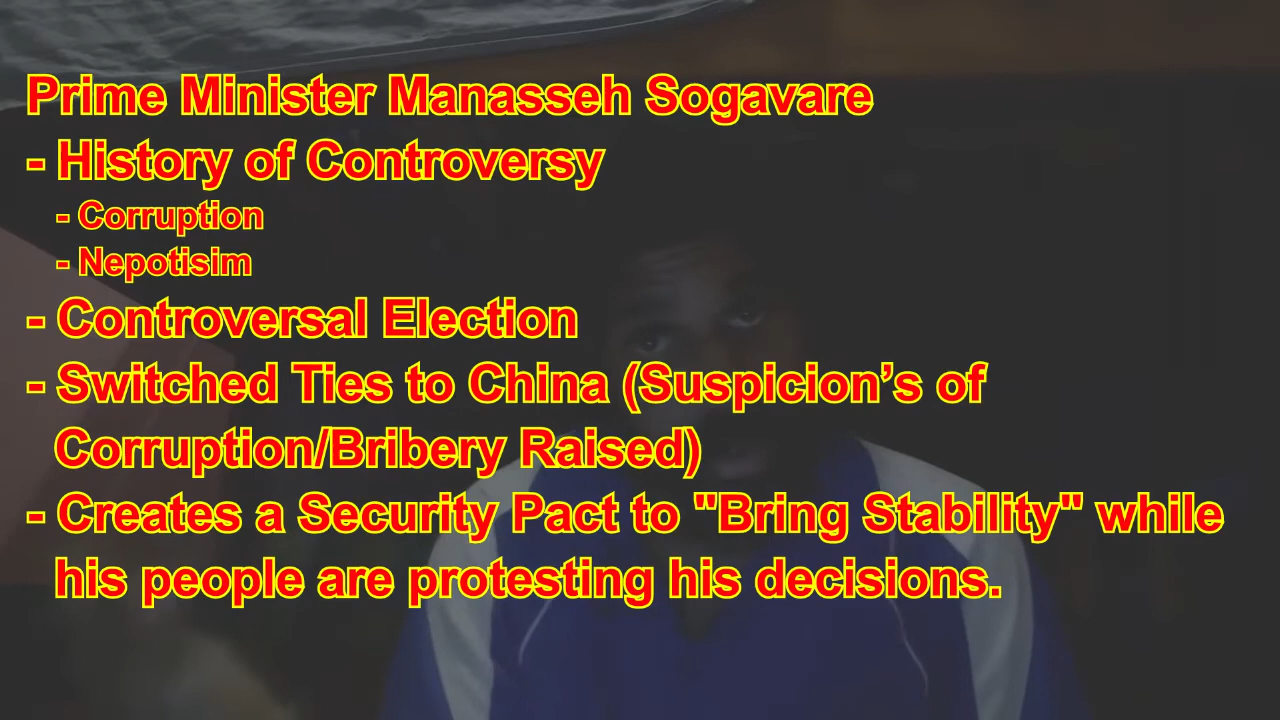 Prime Minister Manasseh Sogavare
- History of Controversy
- Corruption
- Nepotisim
- Controversal Election
- Switched Ties to China (Suspicion’s of
Corruption/Bribery Raised)
- Creates a Security Pact to "Bring Stability" while
his people are protesting his decisions.